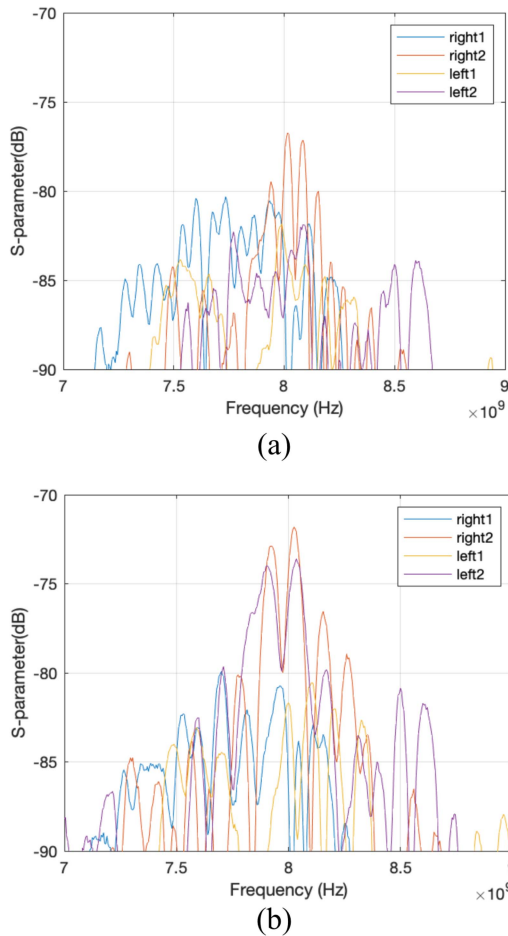 -70
-75
-80
-85
-90
S-parameter(dB)
right1
right2
left1
left2
7 7.5 8 8.5 9
Frequency (Hz)
×10⁹
(a)
-70
-75
-80
-85
-90
S-parameter(dB)
right1
right2
left1
left2
7 7.5 8 8.5 9
Frequency (Hz)
×10⁹
(b)